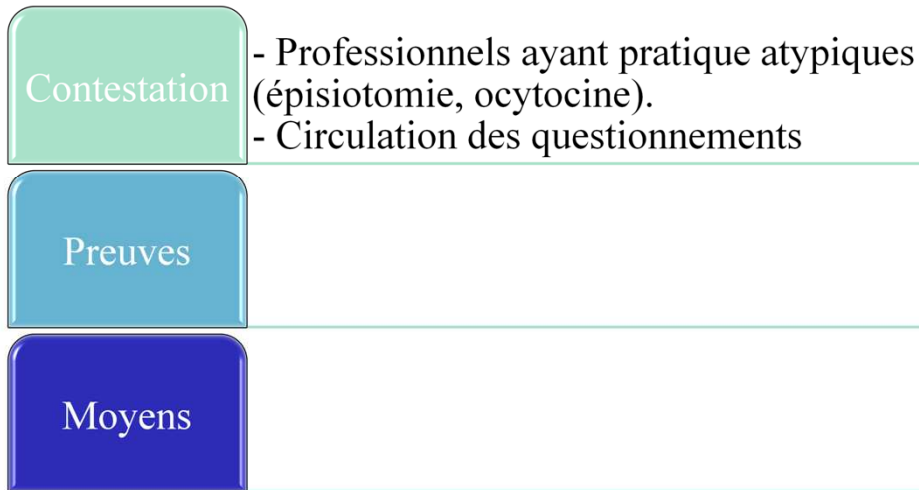 Contestation
- Professionnels ayant pratique atypiques
(épisiotomie, ocytocine).
- Circulation des questionnements
Preuves
Moyens